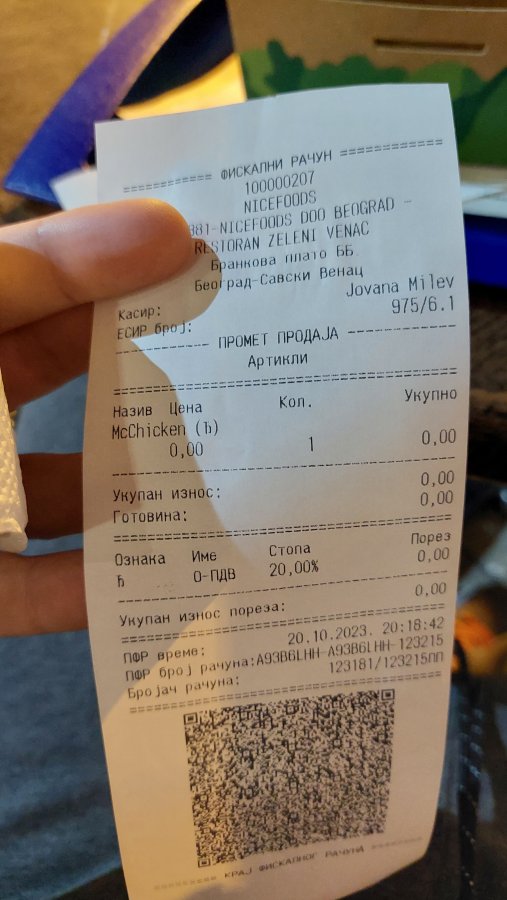 ============ ФИСКАЛНИ РАЧУН ============
100000207
NICEFOODS
381-NICEFOODS DOO BEOGRAD -
RESTORAN ZELENI VENAC
Бранкова плато ББ
Београд-Савски Венац
Касир: Jovana Milev
ЕСИР број: 975/6.1
------------ ПРОМЕТ ПРОДАЈА ------------
Артикли
========================================
Назив Цена Кол. Укупно
McChicken (Ђ)
0,00 1 0,00
----------------------------------------
Укупан износ: 0,00
Готовина: 0,00
========================================
Ознака Име Стопа Порез
Ђ О-ПДВ 20,00% 0,00
----------------------------------------
Укупан износ пореза: 0,00
========================================
ПФР време: 20.10.2023. 20:18:42
ПФР број рачуна:A93B6LHH-A93B6LHH-123215
Бројач рачуна: 123181/123215ПП
========================================
========= КРАЈ ФИСКАЛНОГ РАЧУНА ========